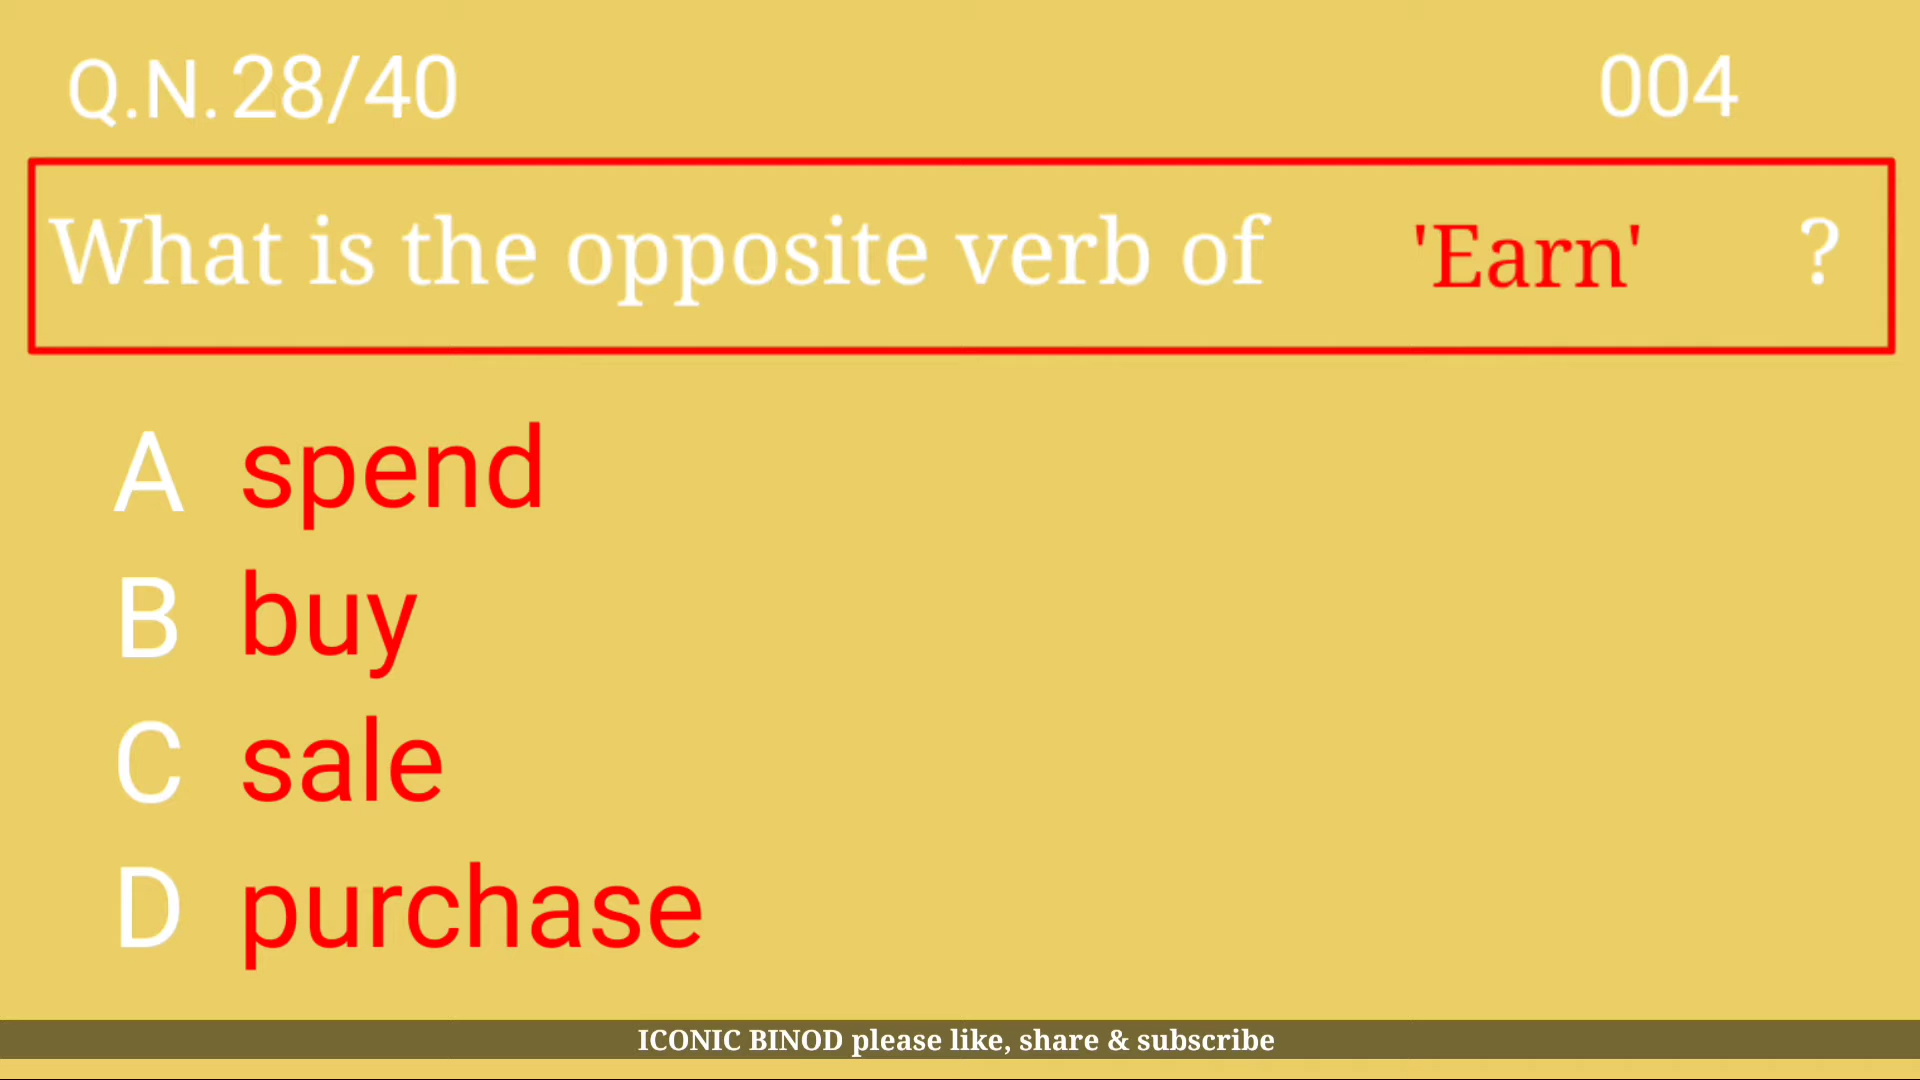 Q.N. 28/40 004
What is the opposite verb of 'Earn' ?
A spend
B buy
C sale
D purchase
ICONIC BINOD please like, share & subscribe